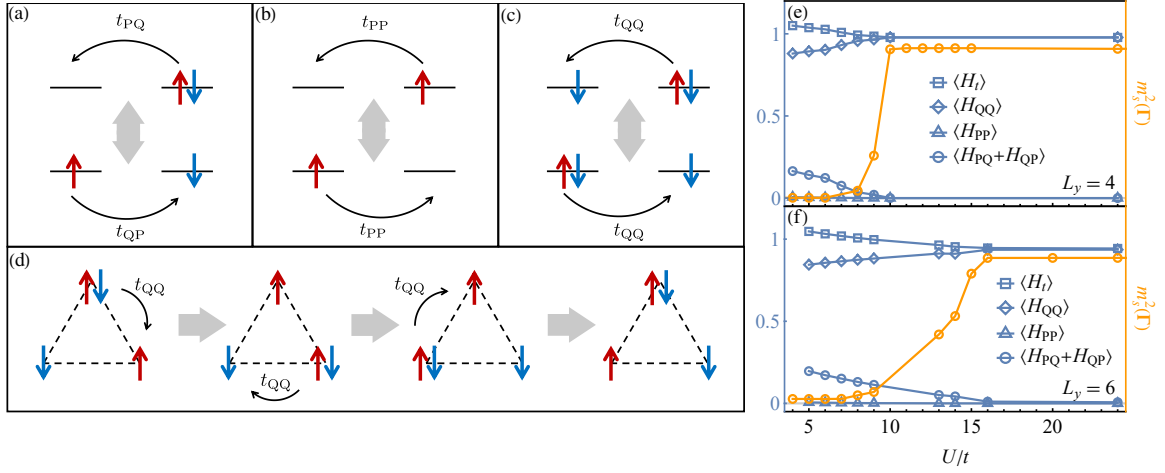 (a)
t_PQ
t_QP
(b)
t_PP
t_PP
(c)
t_QQ
t_QQ
(d)
t_QQ
t_QQ
t_QQ
(e)
1
0.5
0
⟨H_t⟩
⟨H_QQ⟩
⟨H_PP⟩
⟨H_PQ+H_QP⟩
L_y = 4
m_s^2(Γ)
(f)
1
0.5
0
⟨H_t⟩
⟨H_QQ⟩
⟨H_PP⟩
⟨H_PQ+H_QP⟩
L_y = 6
m_s^2(Γ)
5 10 15 20
U/t